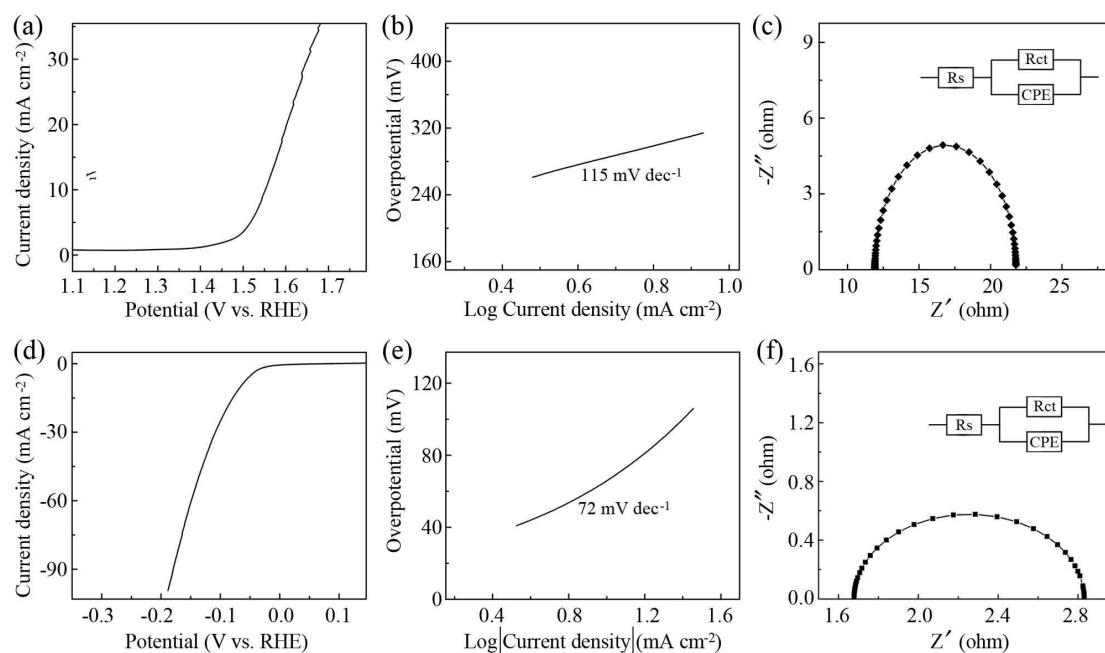 (a)
Current density (mA cm-2)
30
20
10
0
1.1 1.2 1.3 1.4 1.5 1.6 1.7
Potential (V vs. RHE)
(b)
Overpotential (mV)
400
320
240
160
115 mV dec-1
0.4 0.6 0.8 1.0
Log Current density (mA cm-2)
(c)
-Z″ (ohm)
9
6
3
0
Rs
Rct
CPE
10 15 20 25
Z′ (ohm)
(d)
Current density (mA cm-2)
0
-30
-60
-90
-0.3 -0.2 -0.1 0.0 0.1
Potential (V vs. RHE)
(e)
Overpotential (mV)
120
80
40
0
72 mV dec-1
0.4 0.8 1.2 1.6
Log|Current density|(mA cm-2)
(f)
-Z″ (ohm)
1.6
1.2
0.8
0.4
0.0
Rs
Rct
CPE
1.6 2.0 2.4 2.8
Z′ (ohm)